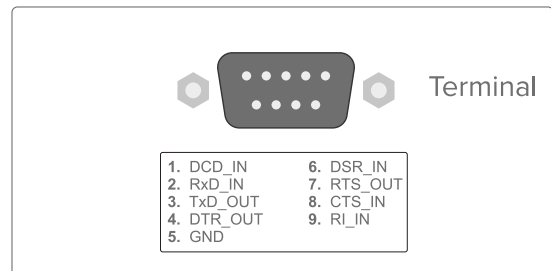 Terminal
1. DCD_IN
2. RxD_IN
3. TxD_OUT
4. DTR_OUT
5. GND
6. DSR_IN
7. RTS_OUT
8. CTS_IN
9. RI_IN